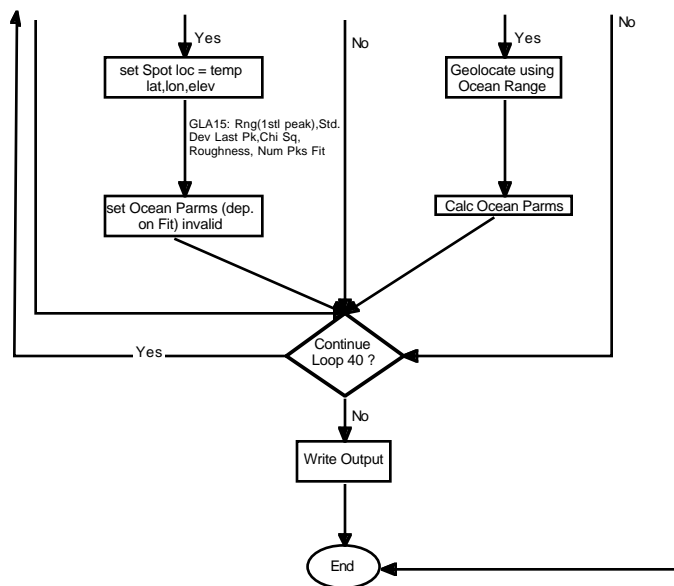 Yes
No
Yes
No
set Spot loc = temp
lat,lon,elev
Geolocate using
Ocean Range
GLA15: Rng(1stl peak),Std.
Dev Last Pk,Chi Sq,
Roughness, Num Pks Fit
set Ocean Parms (dep.
on Fit) invalid
Calc Ocean Parms
Continue
Loop 40 ?
Yes
No
Write Output
End